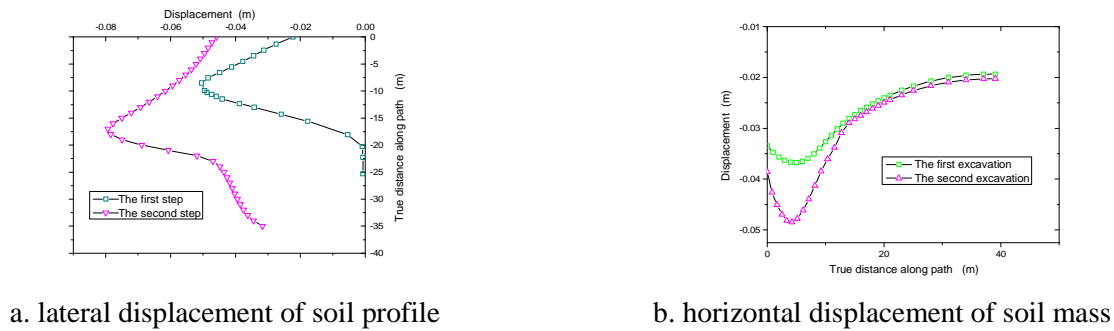 Displacement (m)
-0.08 -0.06 -0.04 -0.02 0.00
0
-5
-10
-15
-20
-25
-30
-35
-40
True distance along path (m)
The first step
The second step
-0.01
-0.02
-0.03
-0.04
-0.05
Displacement (m)
The first excavation
The second excavation
0 20 40
True distance along path (m)
a. lateral displacement of soil profile
b. horizontal displacement of soil mass